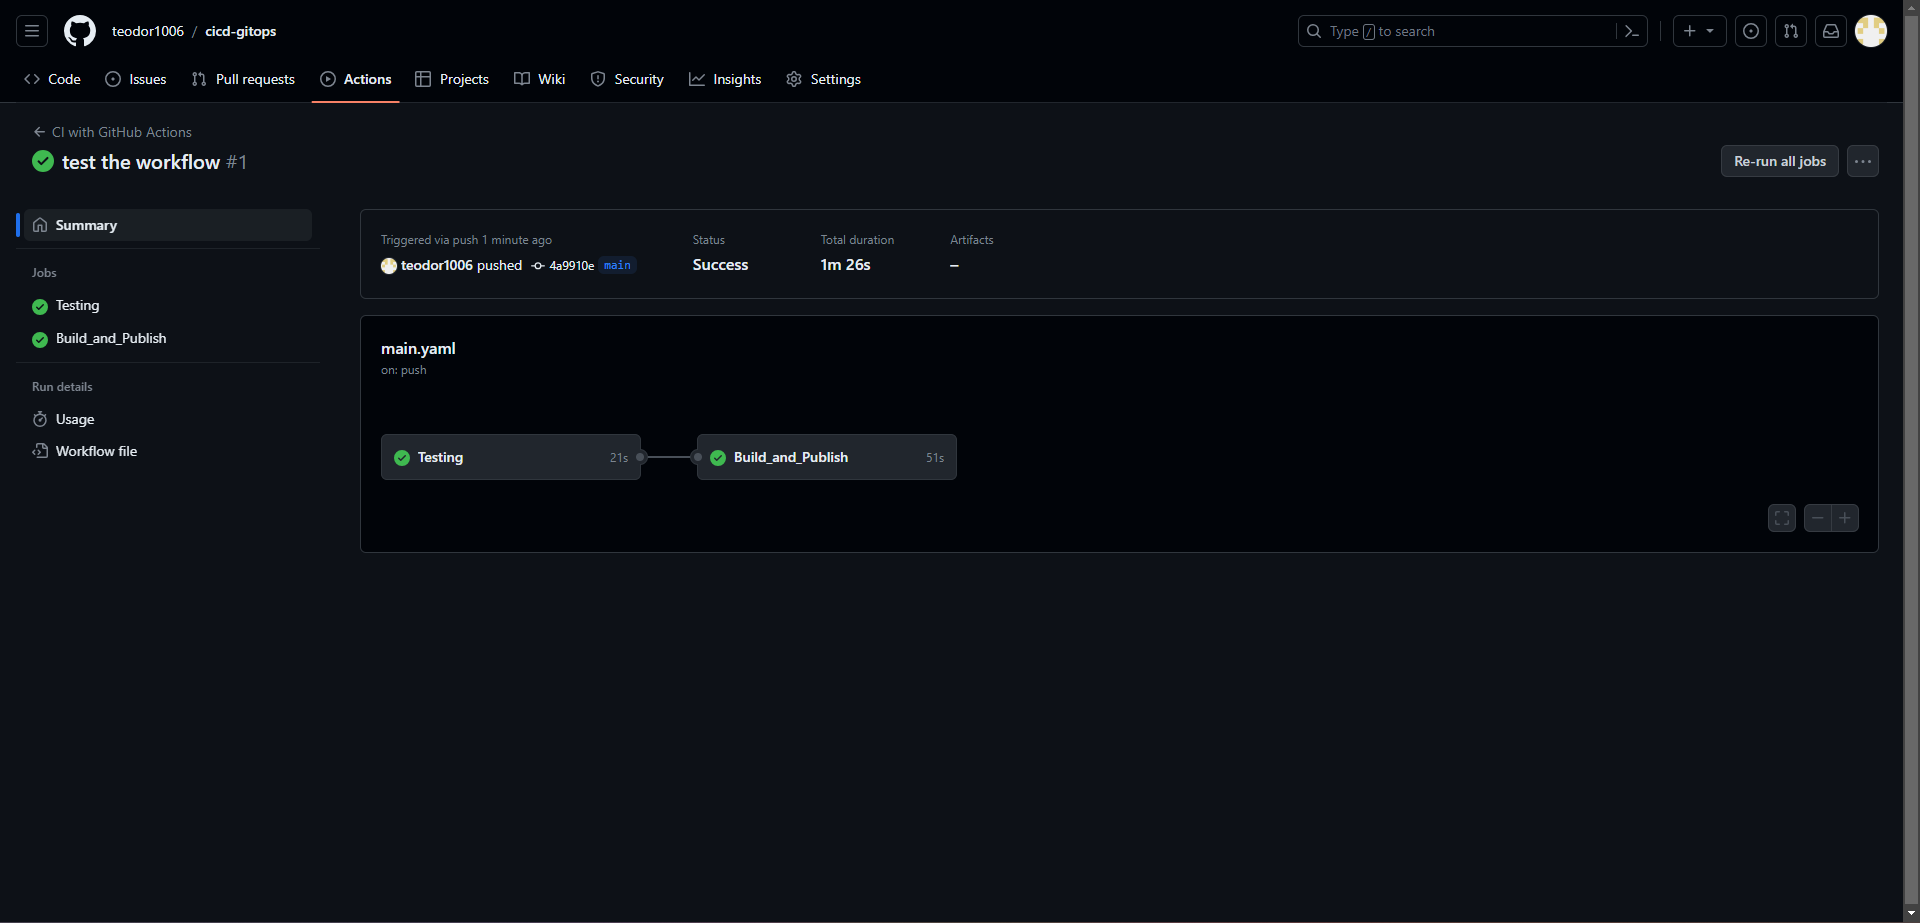 teodor1006 / cicd-gitops
Type / to search
Code Issues Pull requests Actions Projects Wiki Security Insights Settings
CI with GitHub Actions
test the workflow #1
Re-run all jobs
Summary
Jobs
Testing
Build_and_Publish
Run details
Usage
Workflow file
Triggered via push 1 minute ago
teodor1006 pushed 4a9910e main
Status
Success
Total duration
1m 26s
Artifacts
–
main.yaml
on: push
Testing 21s
Build_and_Publish 51s